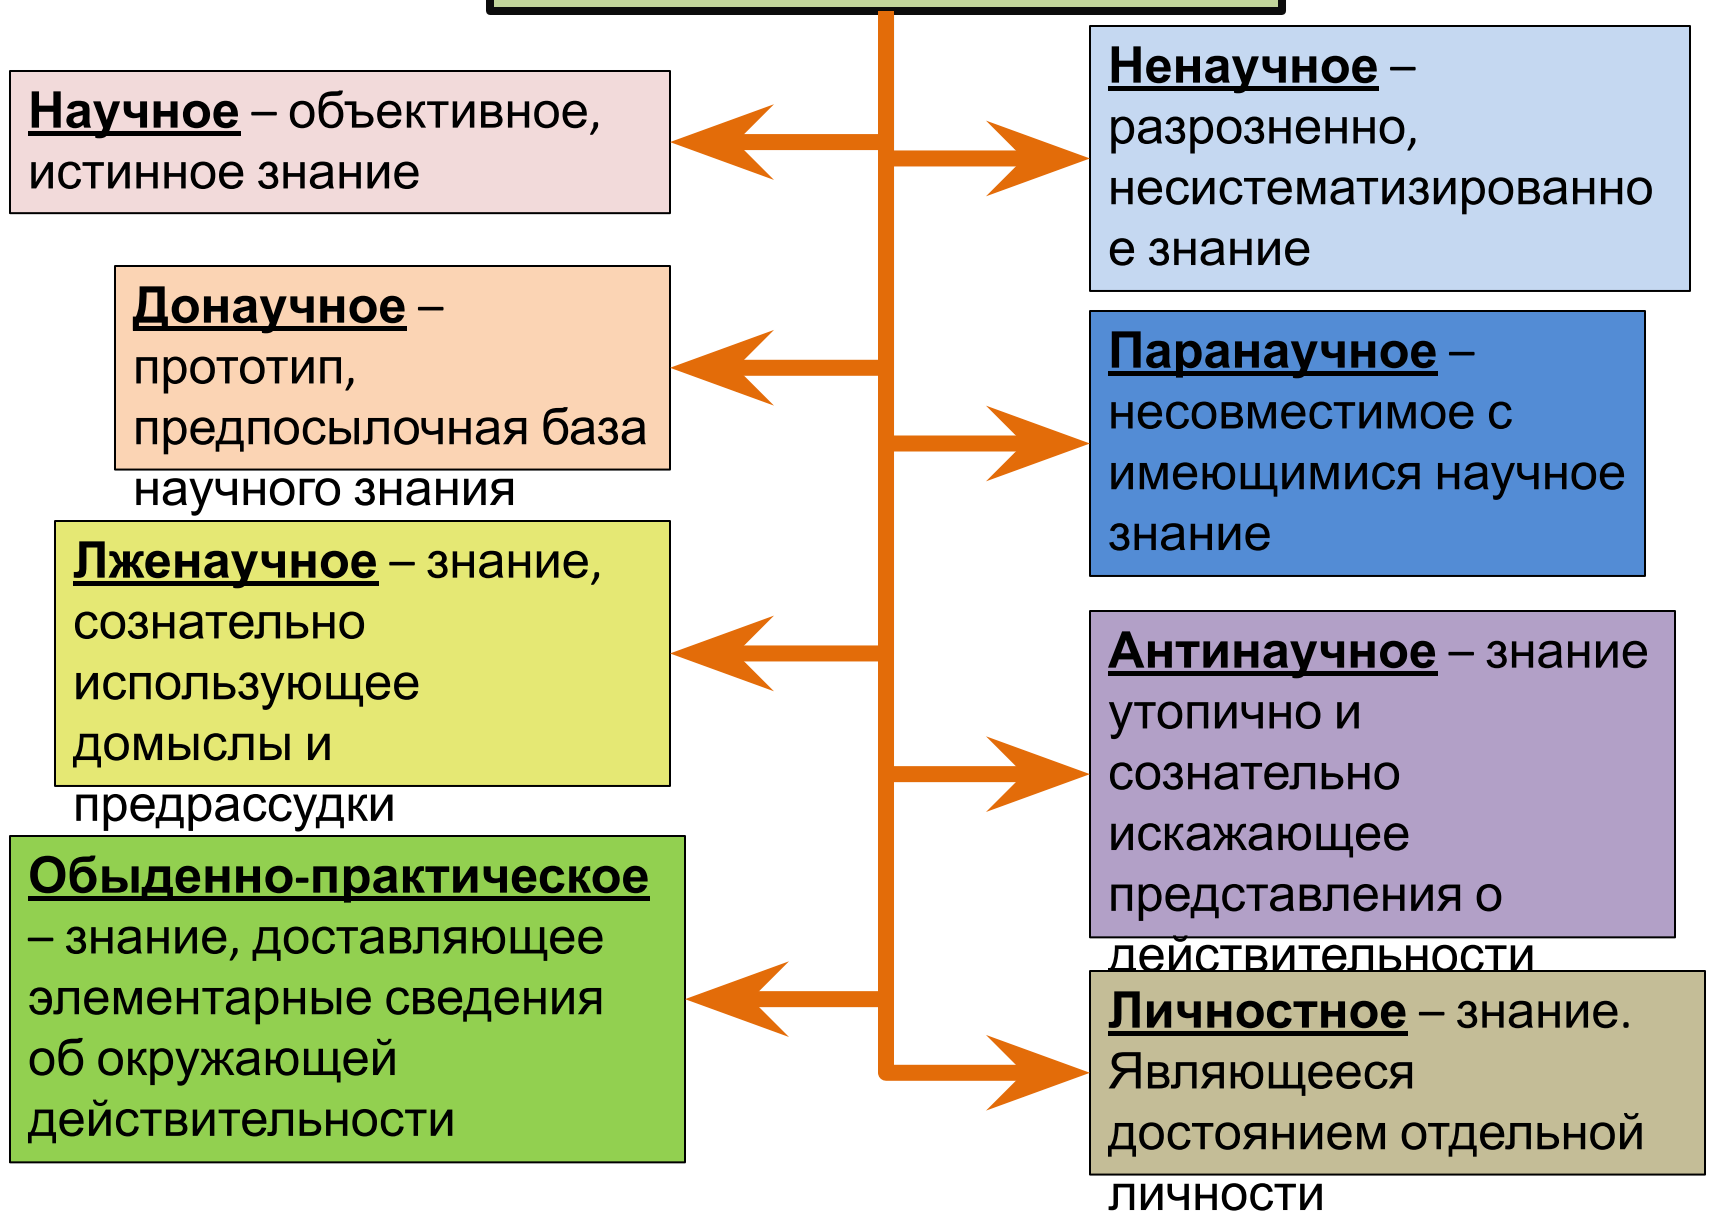 Научное – объективное,
истинное знание
Ненаучное –
разрозненно,
несистематизированно
е знание
Донаучное –
прототип,
предпосылочная база
научного знания
Паранаучное –
несовместимое с
имеющимися научное
знание
Лженаучное – знание,
сознательно
использующее
домыслы и
предрассудки
Антинаучное – знание
утопично и
сознательно
искажающее
представления о
действительности
Обыденно-практическое
– знание, доставляющее
элементарные сведения
об окружающей
действительности
Личностное – знание.
Являющееся
достоянием отдельной
личности